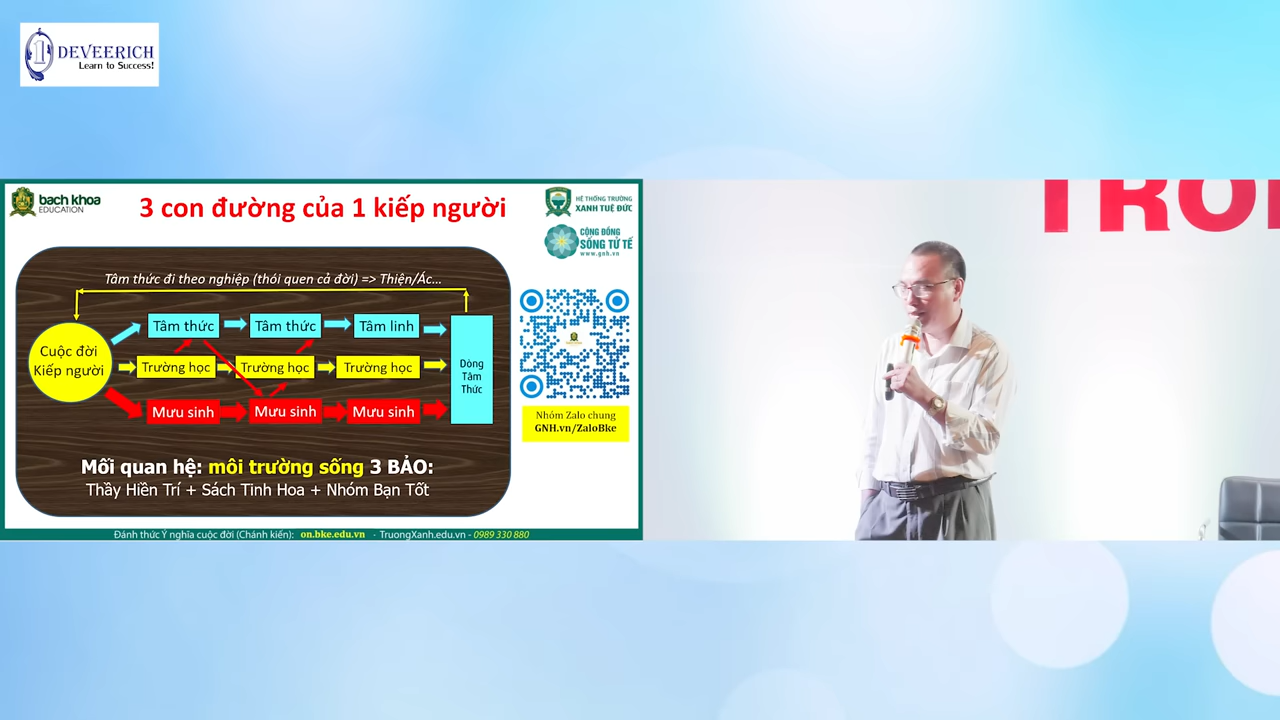 DEVEERICH
Learn to Success!
bach khoa
EDUCATION
3 con đường của 1 kiếp người
HỆ THỐNG TRƯỜNG
XANH TUỆ ĐỨC
CỘNG ĐỒNG
SỐNG TỬ TẾ
www.gnh.vn
Tâm thức đi theo nghiệp (thói quen cả đời) => Thiện/Ác...
Cuộc đời
Kiếp người
Tâm thức
Tâm thức
Tâm linh
Trường học
Trường học
Trường học
Mưu sinh
Mưu sinh
Mưu sinh
Dòng
Tâm
Thức
Mối quan hệ: môi trường sống 3 BẢO:
Thầy Hiền Trí + Sách Tinh Hoa + Nhóm Bạn Tốt
Nhóm Zalo chung
GNH.vn/ZaloBke
Đánh thức Ý nghĩa cuộc đời (Chánh kiến): on.bke.edu.vn - TruongXanh.edu.vn - 0989 330 880